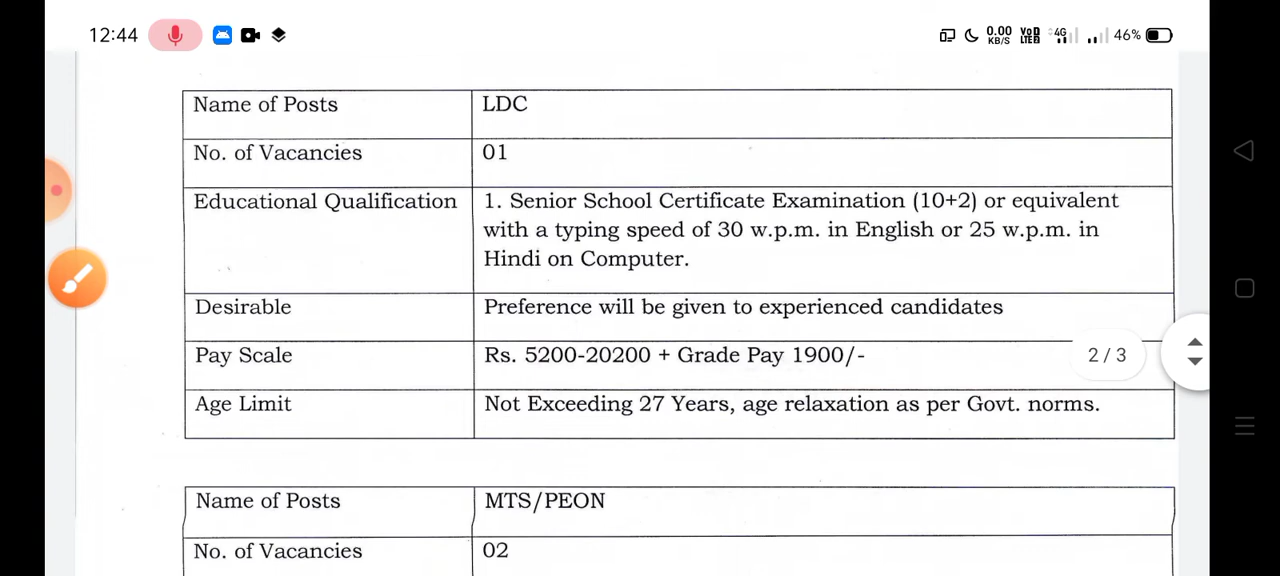 12:44 0.00 KB/S VoD LTE2 4G 46%
Name of Posts LDC
No. of Vacancies 01
Educational Qualification 1. Senior School Certificate Examination (10+2) or equivalent
with a typing speed of 30 w.p.m. in English or 25 w.p.m. in
Hindi on Computer.
Desirable Preference will be given to experienced candidates
Pay Scale Rs. 5200-20200 + Grade Pay 1900/-
2 / 3
Age Limit Not Exceeding 27 Years, age relaxation as per Govt. norms.
Name of Posts MTS/PEON
No. of Vacancies 02